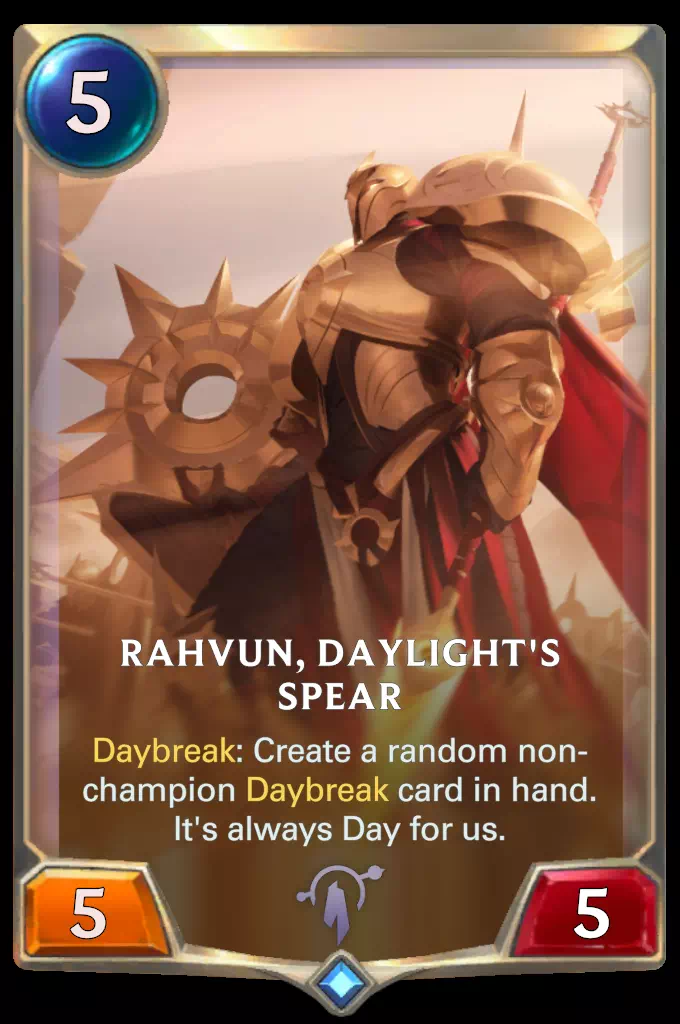 5
RAHVUN, DAYLIGHT'S
SPEAR
Daybreak: Create a random non-
champion Daybreak card in hand.
It's always Day for us.
5
5